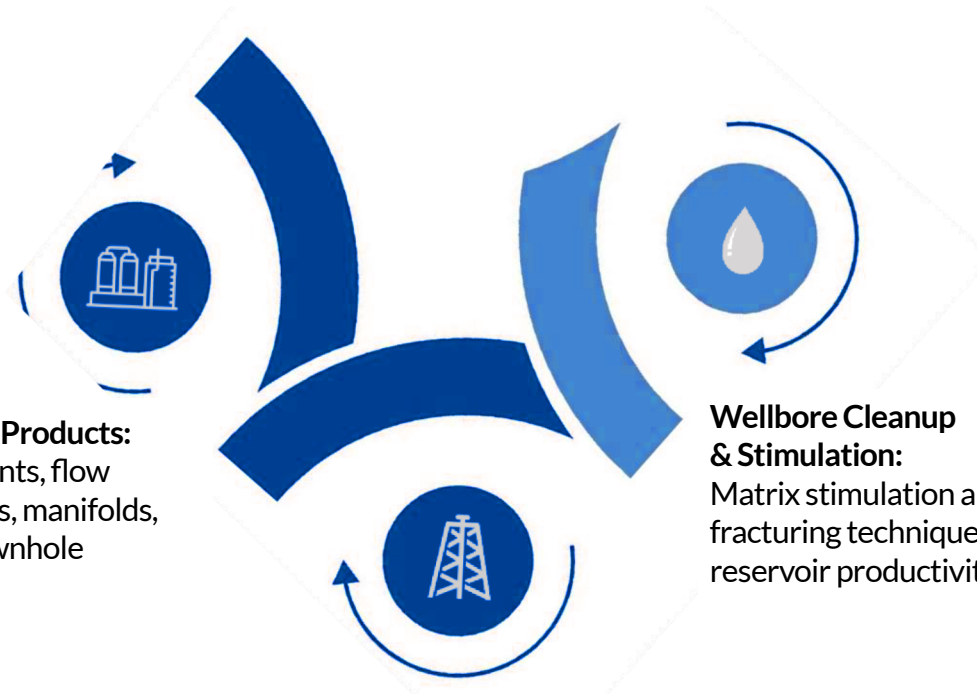 Products:
nts, flow
s, manifolds,
wnhole
Wellbore Cleanup
& Stimulation:
Matrix stimulation a
fracturing technique
reservoir productivit